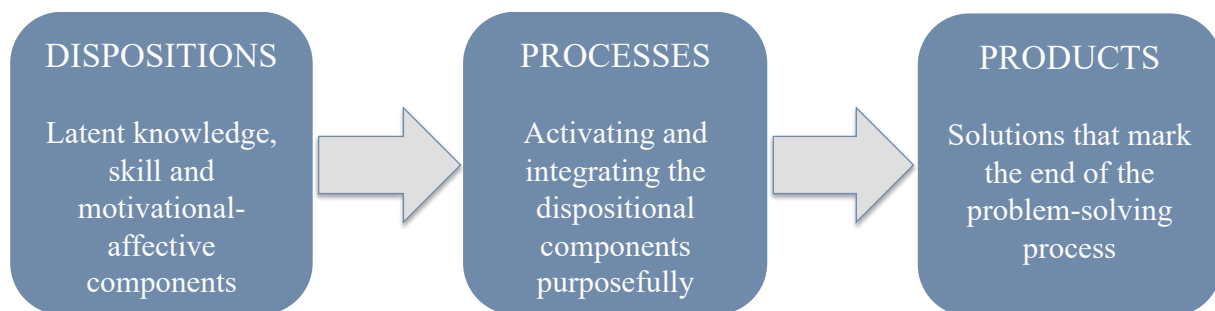 DISPOSITIONS
Latent knowledge,
skill and
motivational-
affective
components
PROCESSES
Activating and
integrating the
dispositional
components
purposefully
PRODUCTS
Solutions that mark
the end of the
problem-solving
process